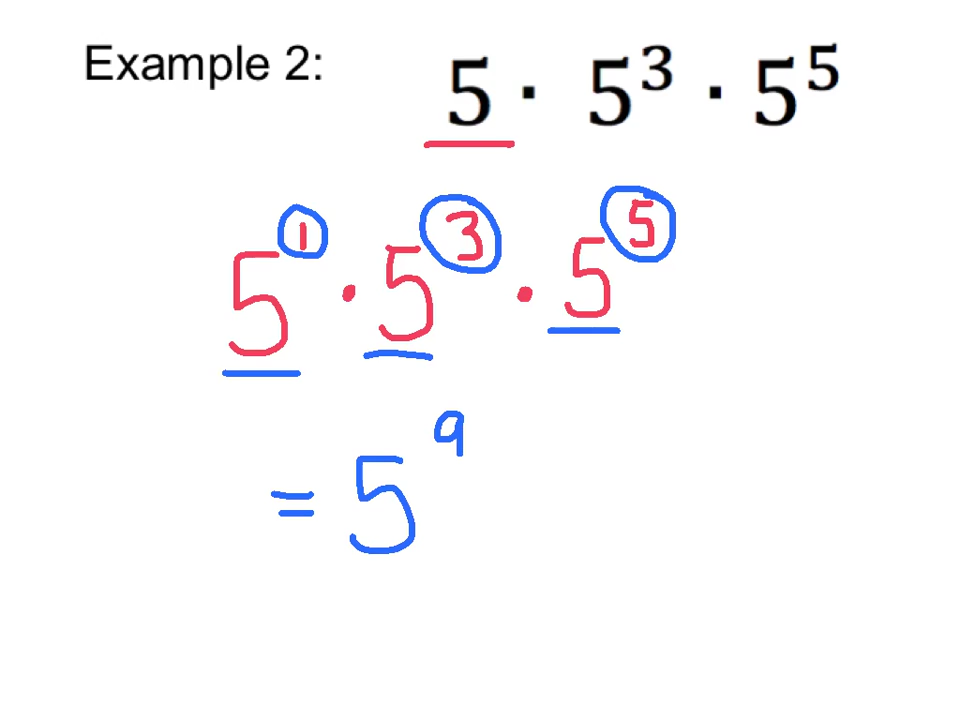 Example 2: 5 · 5³ · 5⁵
5¹ · 5³ · 5⁵
= 5⁹